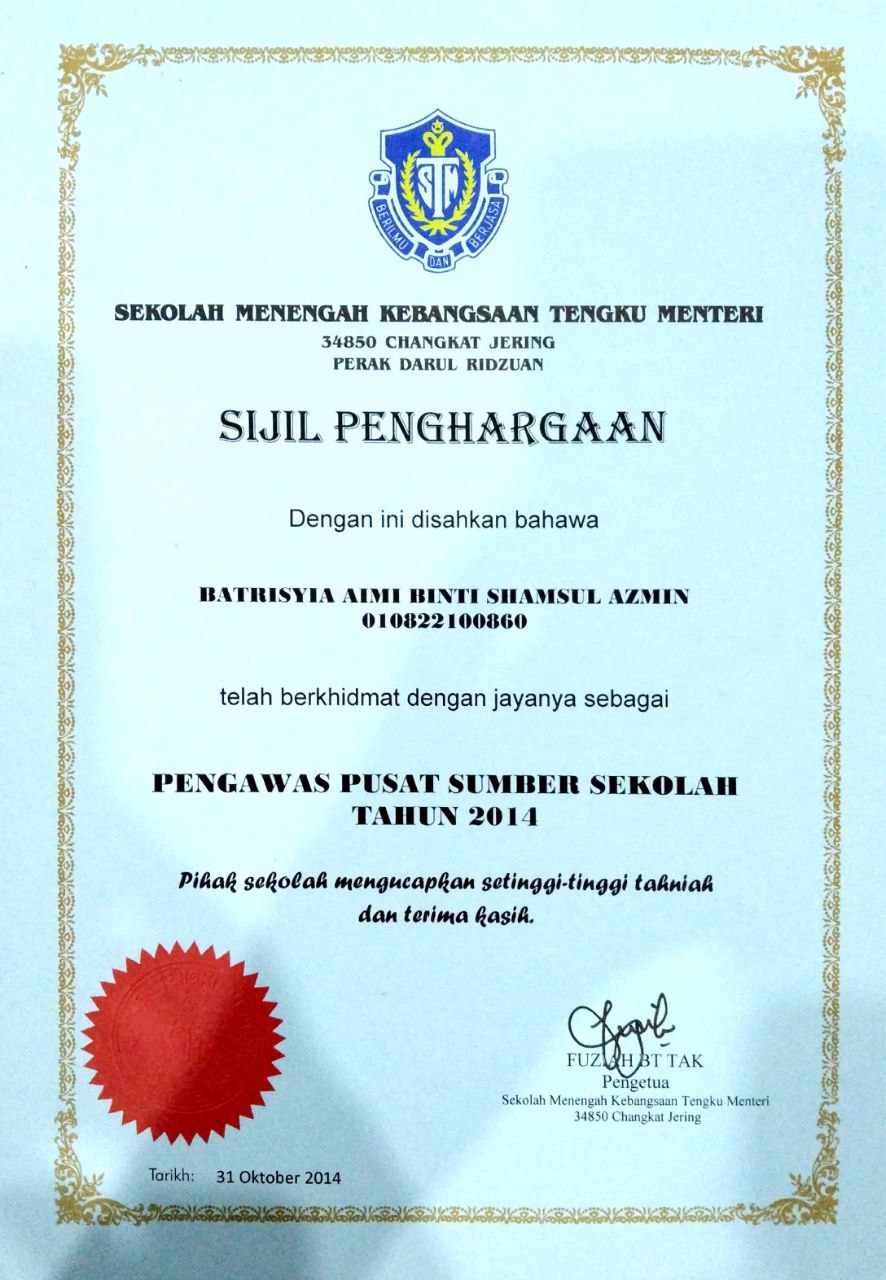 STM
BERILMU DAN BERJASA
SEKOLAH MENENGAH KEBANGSAAN TENGKU MENTERI
34850 CHANGKAT JERING
PERAK DARUL RIDZUAN
SIJIL PENGHARGAAN
Dengan ini disahkan bahawa
BATRISYIA AIMI BINTI SHAMSUL AZMIN
010822100860
telah berkhidmat dengan jayanya sebagai
PENGAWAS PUSAT SUMBER SEKOLAH
TAHUN 2014
Pihak sekolah mengucapkan setinggi-tinggi tahniah
dan terima kasih.
FUZIAH BT TAK
Pengetua
Sekolah Menengah Kebangsaan Tengku Menteri
34850 Changkat Jering
Tarikh: 31 Oktober 2014